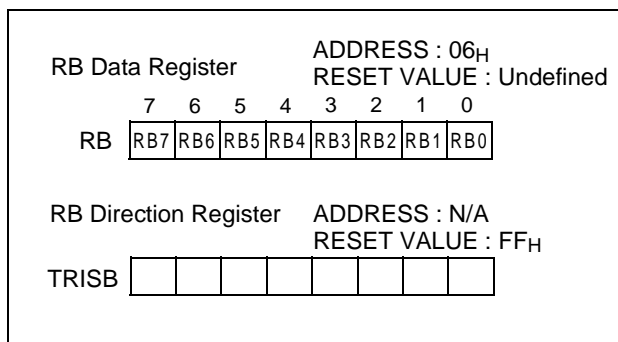 RB Data Register ADDRESS : 06H
RESET VALUE : Undefined
7 6 5 4 3 2 1 0
RB RB7 RB6 RB5 RB4 RB3 RB2 RB1 RB0
RB Direction Register ADDRESS : N/A
RESET VALUE : FFH
TRISB